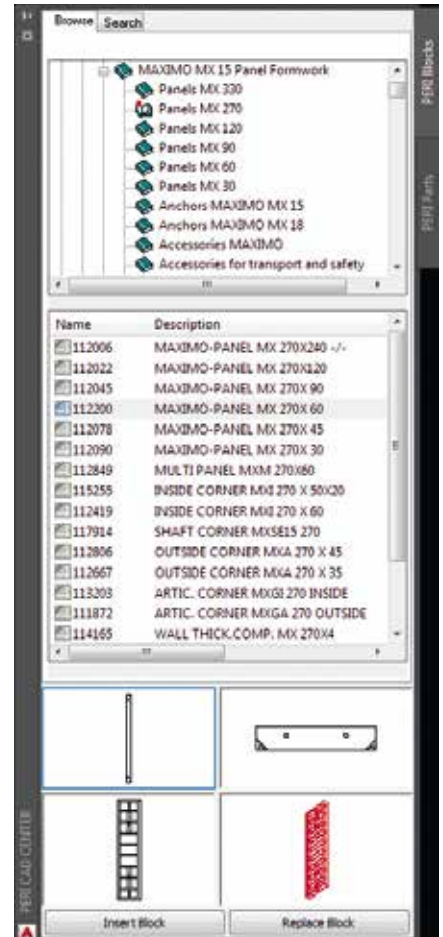 Browse Search
MAXIMO MX 15 Panel Formwork
Panels MX 330
Panels MX 270
Panels MX 120
Panels MX 90
Panels MX 60
Panels MX 30
Anchors MAXIMO MX 15
Anchors MAXIMO MX 18
Accessories MAXIMO
Accessories for transport and safety
Name Description
112006 MAXIMO-PANEL MX 270X240 -/-
112022 MAXIMO-PANEL MX 270X120
112045 MAXIMO-PANEL MX 270X 90
112200 MAXIMO-PANEL MX 270X 60
112078 MAXIMO-PANEL MX 270X 45
112090 MAXIMO-PANEL MX 270X 30
112849 MULTI PANEL MXM 270X60
115255 INSIDE CORNER MXI 270 X 50X20
112419 INSIDE CORNER MXI 270 X 60
117914 SHAFT CORNER MXSE15 270
112806 OUTSIDE CORNER MXA 270 X 45
112667 OUTSIDE CORNER MXA 270 X 35
113203 ARTIC. CORNER MXGI 270 INSIDE
111872 ARTIC. CORNER MXGA 270 OUTSIDE
114165 WALL THICK.COMP. MX 270X4
Insert Block Replace Block
PERI Blocks
PERI Parts
PERI CAD CENTER